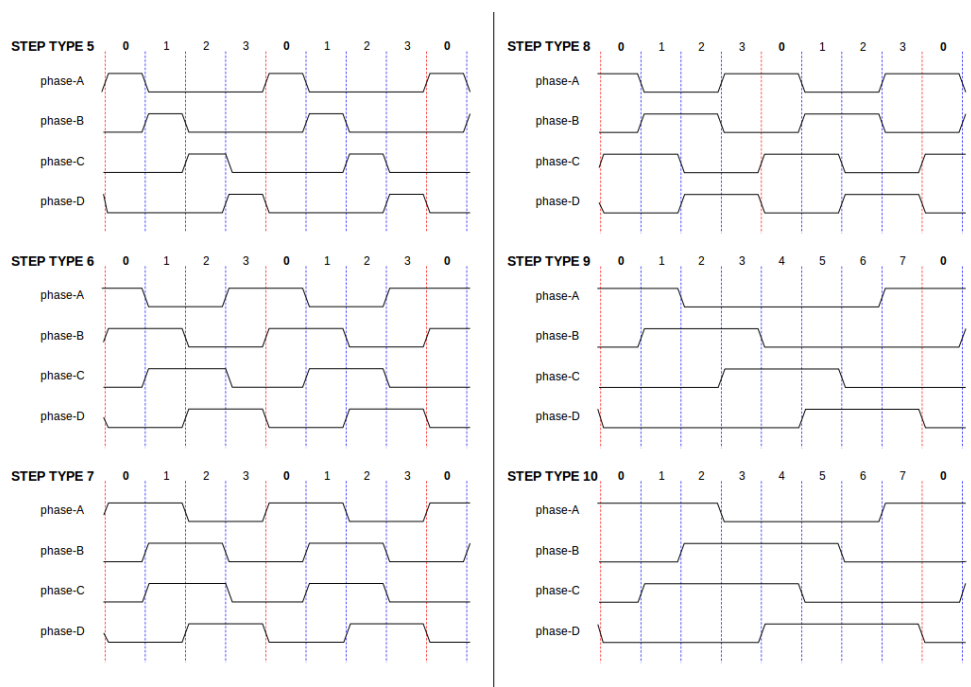 STEP TYPE 5 0 1 2 3 0 1 2 3 0
phase-A
phase-B
phase-C
phase-D
STEP TYPE 6 0 1 2 3 0 1 2 3 0
phase-A
phase-B
phase-C
phase-D
STEP TYPE 7 0 1 2 3 0 1 2 3 0
phase-A
phase-B
phase-C
phase-D
STEP TYPE 8 0 1 2 3 0 1 2 3 0
phase-A
phase-B
phase-C
phase-D
STEP TYPE 9 0 1 2 3 4 5 6 7 0
phase-A
phase-B
phase-C
phase-D
STEP TYPE 10 0 1 2 3 4 5 6 7 0
phase-A
phase-B
phase-C
phase-D